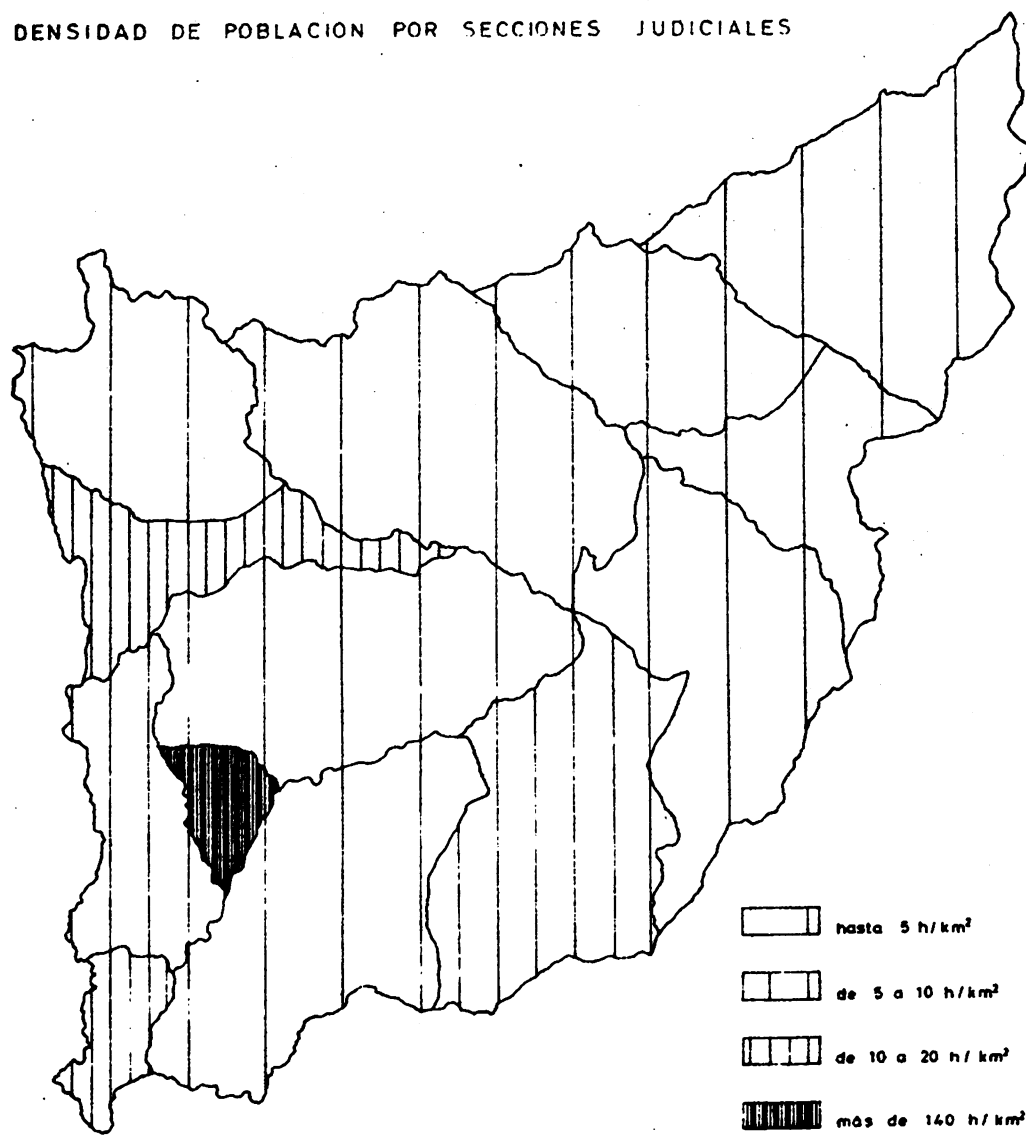 DENSIDAD DE POBLACION POR SECCIONES JUDICIALES
hasta 5 h/km²
de 5 a 10 h/km²
de 10 a 20 h/km²
más de 140 h/km²